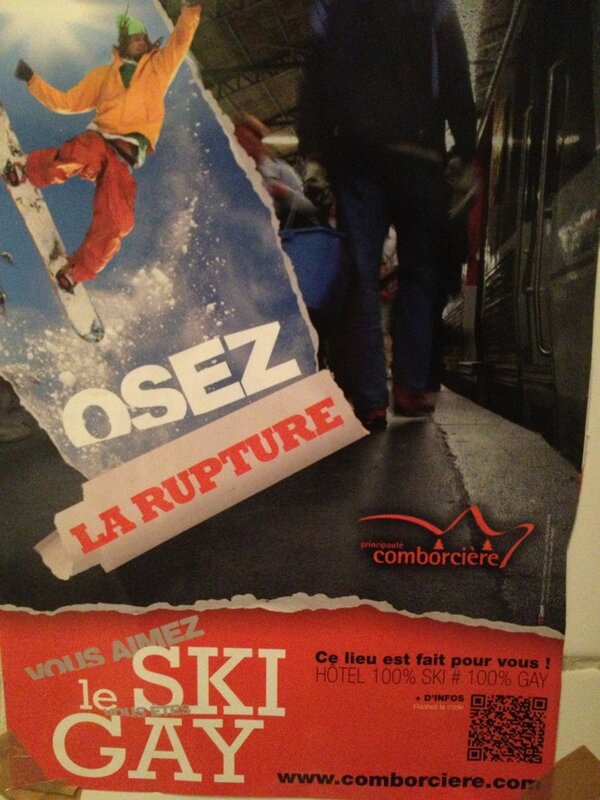 OSEZ
LA RUPTURE
principauté
comborcière
VOUS AIMEZ
le SKI
VOUS ÊTES
GAY
Ce lieu est fait pour vous !
HÔTEL 100% SKI # 100% GAY
+ D'INFOS
Flashez le code
www.comborciere.com